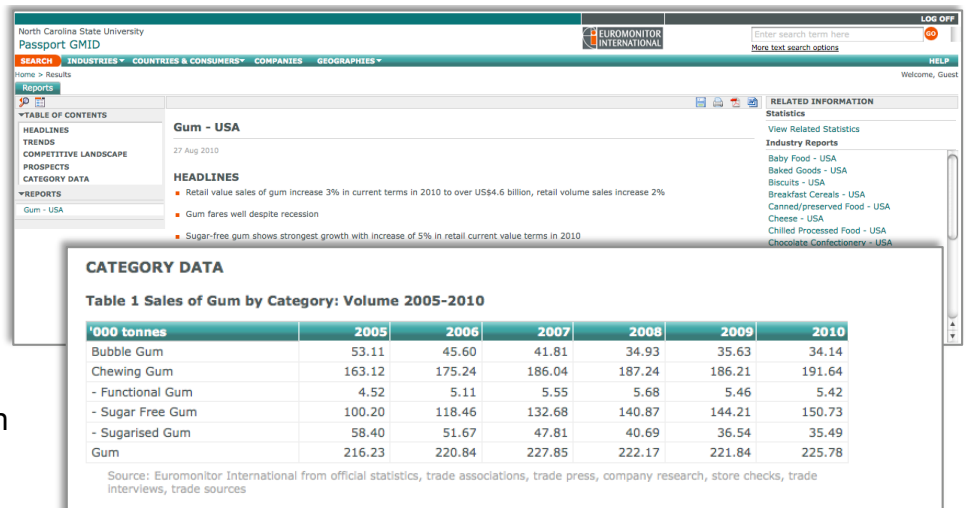 LOG OFF
North Carolina State University
Passport GMID
EUROMONITOR
INTERNATIONAL
Enter search term here
GO
More text search options
SEARCH INDUSTRIES COUNTRIES & CONSUMERS COMPANIES GEOGRAPHIES HELP
Home > Results
Welcome, Guest
Reports
TABLE OF CONTENTS
HEADLINES
TRENDS
COMPETITIVE LANDSCAPE
PROSPECTS
CATEGORY DATA
REPORTS
Gum - USA
Gum - USA
27 Aug 2010
HEADLINES
Retail value sales of gum increase 3% in current terms in 2010 to over US$4.6 billion, retail volume sales increase 2%
Gum fares well despite recession
Sugar-free gum shows strongest growth with increase of 5% in retail current value terms in 2010
RELATED INFORMATION
Statistics
View Related Statistics
Industry Reports
Baby Food - USA
Baked Goods - USA
Biscuits - USA
Breakfast Cereals - USA
Canned/preserved Food - USA
Cheese - USA
Chilled Processed Food - USA
Chocolate Confectionery - USA
CATEGORY DATA
Table 1 Sales of Gum by Category: Volume 2005-2010
'000 tonnes 2005 2006 2007 2008 2009 2010
Bubble Gum 53.11 45.60 41.81 34.93 35.63 34.14
Chewing Gum 163.12 175.24 186.04 187.24 186.21 191.64
- Functional Gum 4.52 5.11 5.55 5.68 5.46 5.42
- Sugar Free Gum 100.20 118.46 132.68 140.87 144.21 150.73
- Sugarised Gum 58.40 51.67 47.81 40.69 36.54 35.49
Gum 216.23 220.84 227.85 222.17 221.84 225.78
Source: Euromonitor International from official statistics, trade associations, trade press, company research, store checks, trade
interviews, trade sources